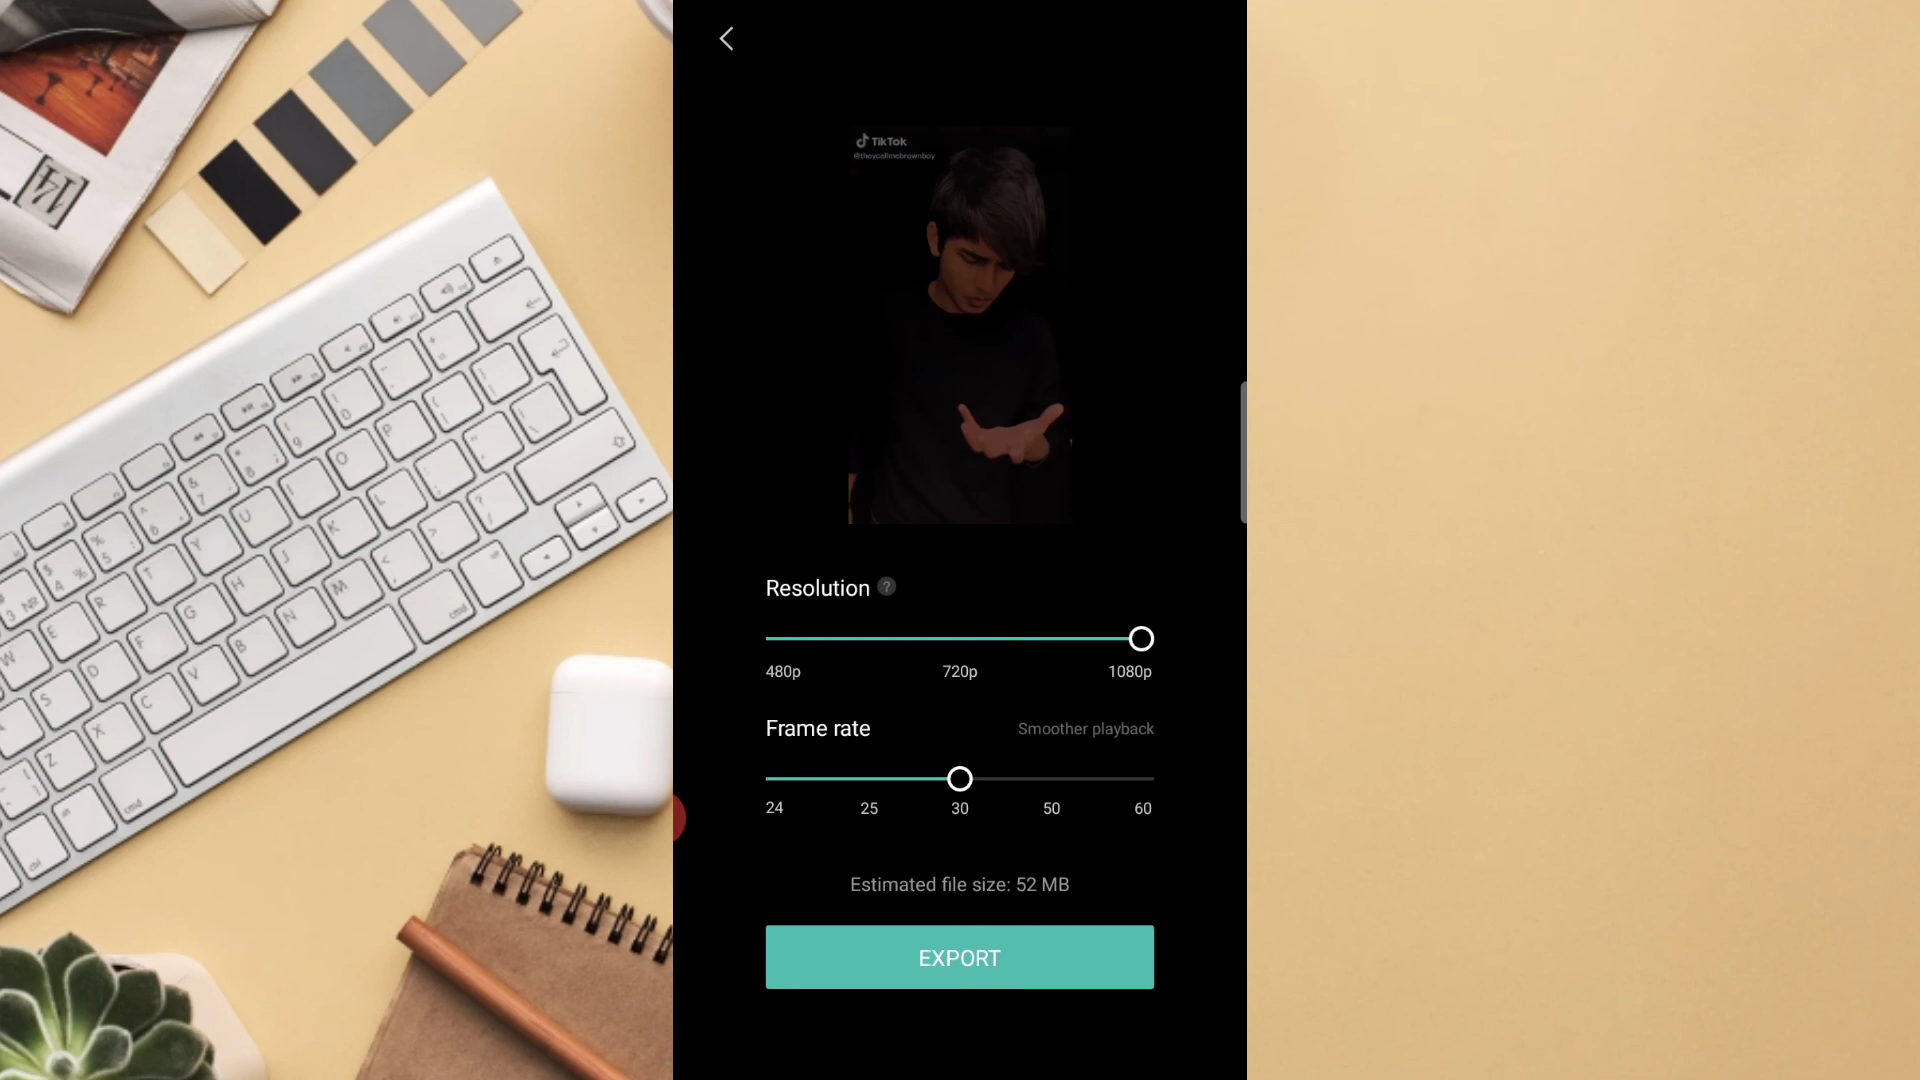 TikTok
@theycallmebrownboy
Resolution ?
480p 720p 1080p
Frame rate Smoother playback
24 25 30 50 60
Estimated file size: 52 MB
EXPORT